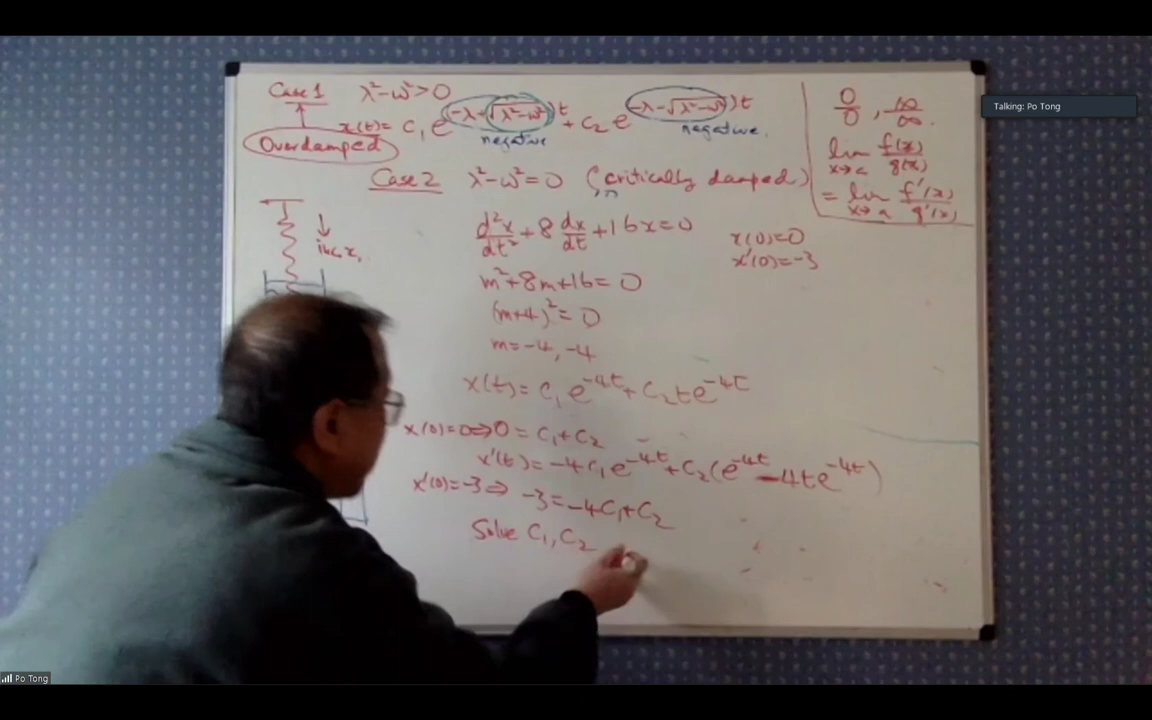 Case 1 λ²-ω²>0
x(t)= c₁e^(-λ+√(λ²-ω²))t + c₂e^(-λ-√(λ²-ω²))t
negative negative.
Overdamped
Case 2 λ²-ω²=0 (critically damped)
d²x/dt² + 8 dx/dt + 16x=0
x(0)=0
x'(0)=-3
m²+8m+16=0
(m+4)²=0
m=-4, -4
x(t)= c₁e^-4t + c₂te^-4t
x(0)=0⇒0=c₁+c₂
x'(t)=-4c₁e^-4t+c₂(e^-4t-4te^-4t)
x'(0)=-3⇒ -3=-4c₁+c₂
Solve c₁, c₂
inc. x,
0/0, ∞/∞.
lim x→a f(x)/g(x)
= lim x→a f'(x)/g'(x)
Talking: Po Tong
Po Tong